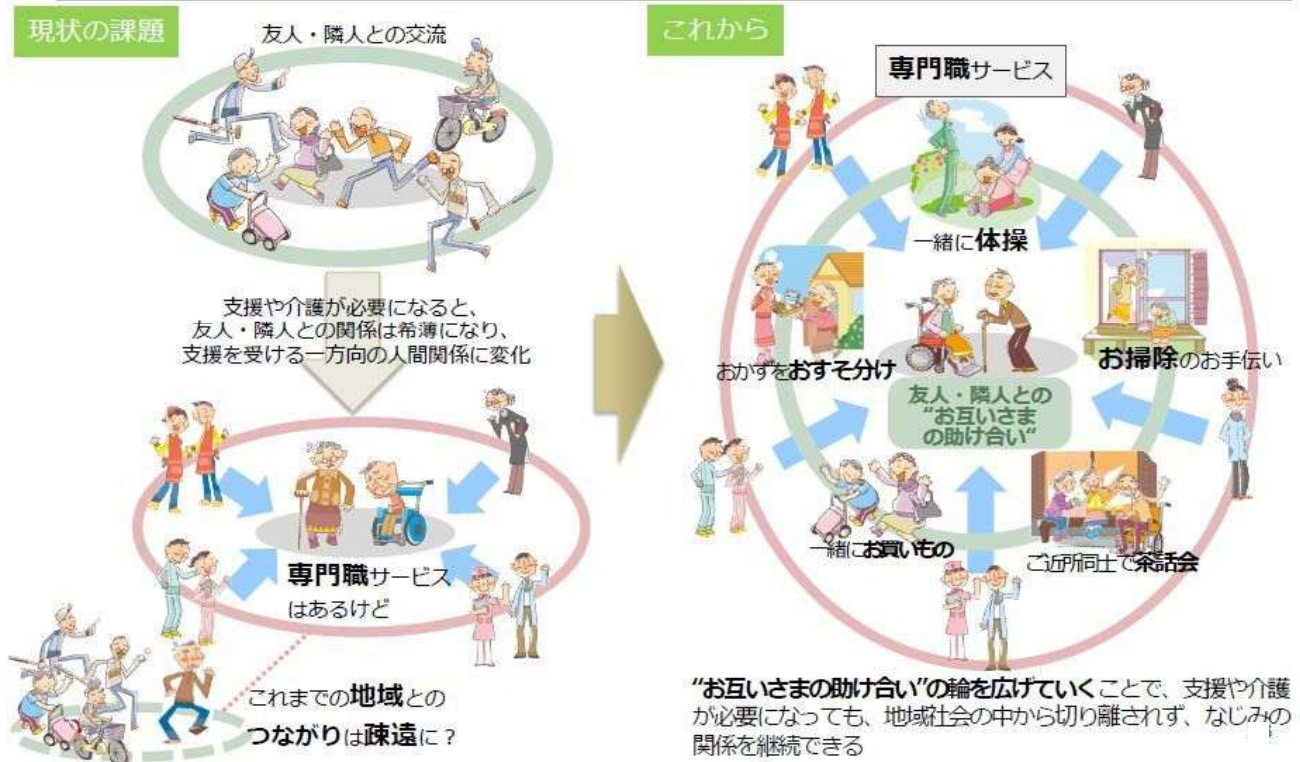 現状の課題
友人・隣人との交流
支援や介護が必要になると、
友人・隣人との関係は希薄になり、
支援を受ける一方向の人間関係に変化
専門職サービス
はあるけど
これまでの地域との
つながりは疎遠に？
これから
専門職サービス
一緒に体操
おかずをおすそ分け
お掃除のお手伝い
友人・隣人との
“お互いさま
の助け合い“
一緒にお買いもの
ご近所同士で茶話会
“お互いさまの助け合い”の輪を広げていくことで、支援や介護
が必要になっても、地域社会の中から切り離されず、なじみの
関係を継続できる